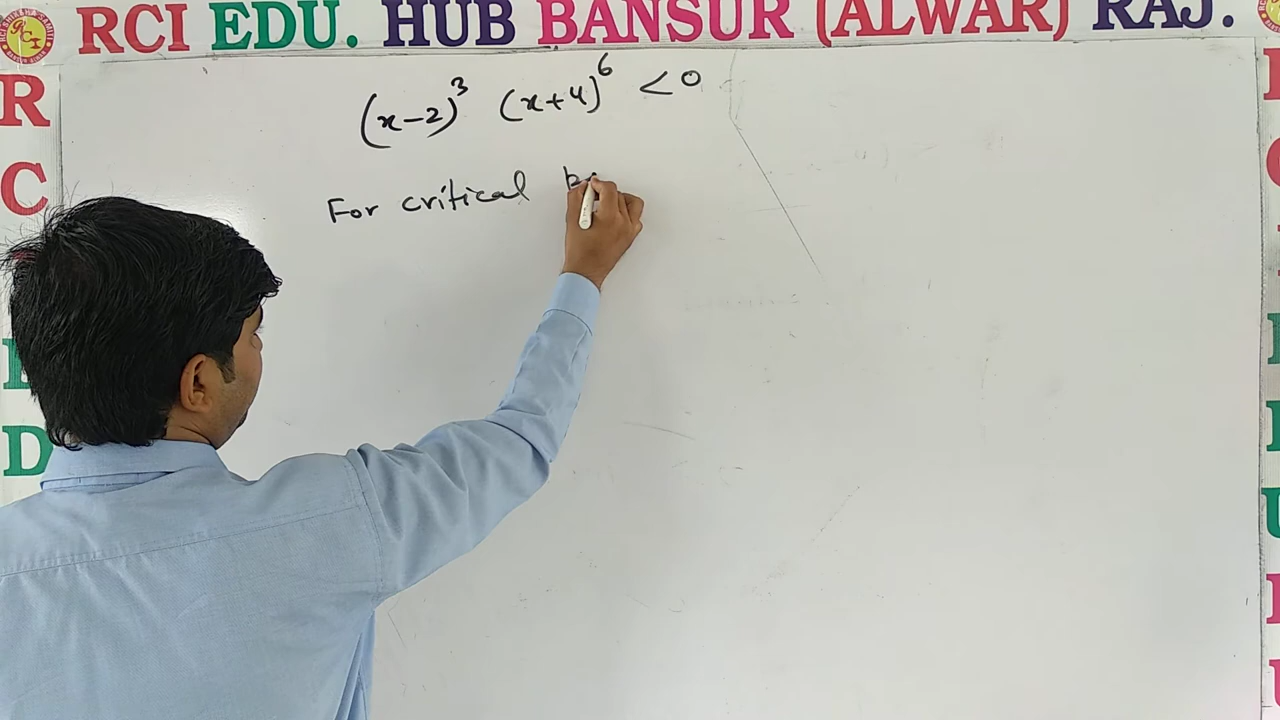 RCI EDU. HUB BANSUR (ALWAR) RAJ.
R
C
D
(x-2)³ (x+4)⁶ < 0
For critical